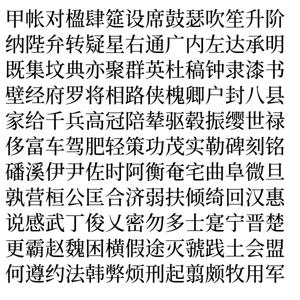 甲帐对楹肆筵设席鼓瑟吹笙升阶
纳陛弁转疑星右通广内左达承明
既集坟典亦聚群英杜稿钟隶漆书
壁经府罗将相路侠槐卿户封八县
家给千兵高冠陪辇驱毂振缨世禄
侈富车驾肥轻策功茂实勒碑刻铭
磻溪伊尹佐时阿衡奄宅曲阜微旦
孰营桓公匡合济弱扶倾绮回汉惠
说感武丁俊乂密勿多士寔宁晋楚
更霸赵魏困横假途灭虢践土会盟
何遵约法韩弊烦刑起翦颇牧用军